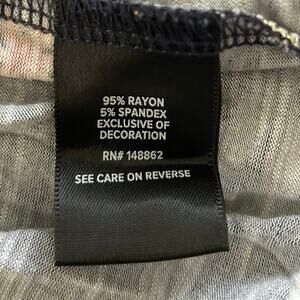 95% RAYON
5% SPANDEX
EXCLUSIVE OF
DECORATION
RN# 148862
SEE CARE ON REVERSE